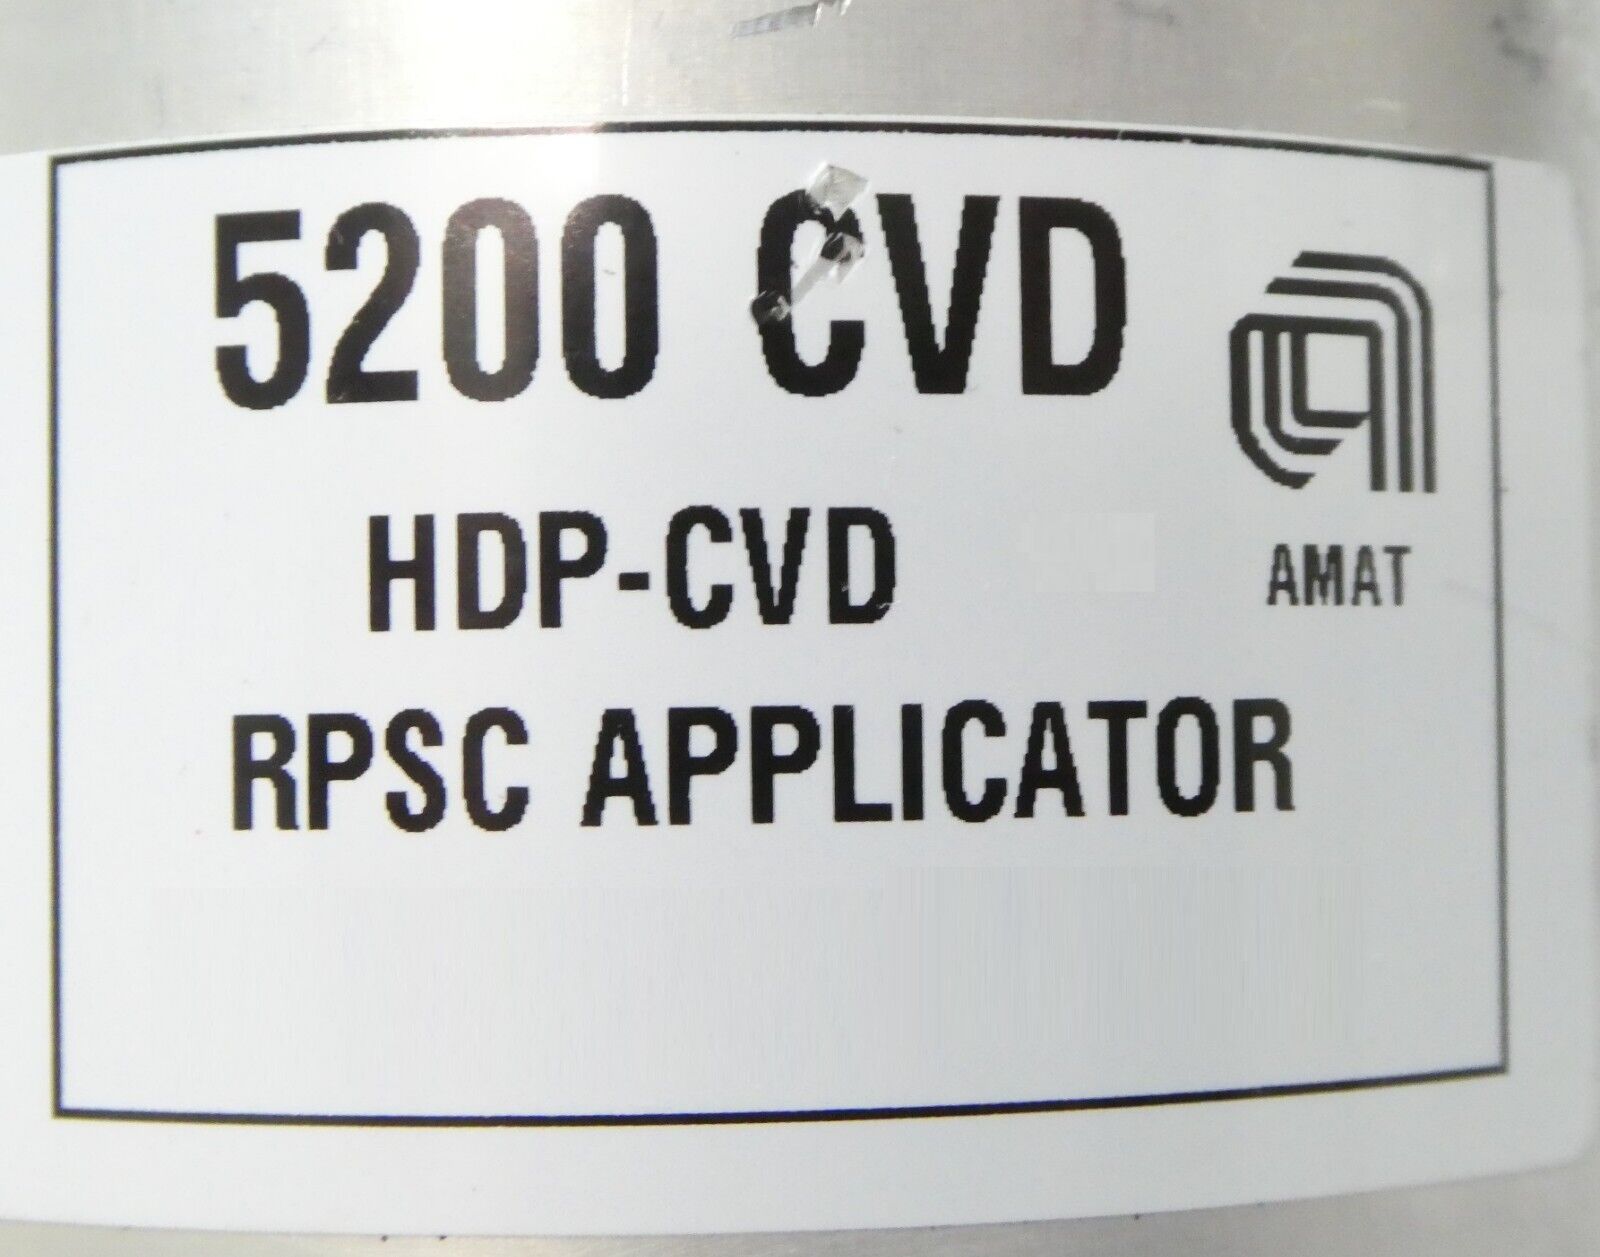 5200 CVD
HDP-CVD
AMAT
RPSC APPLICATOR